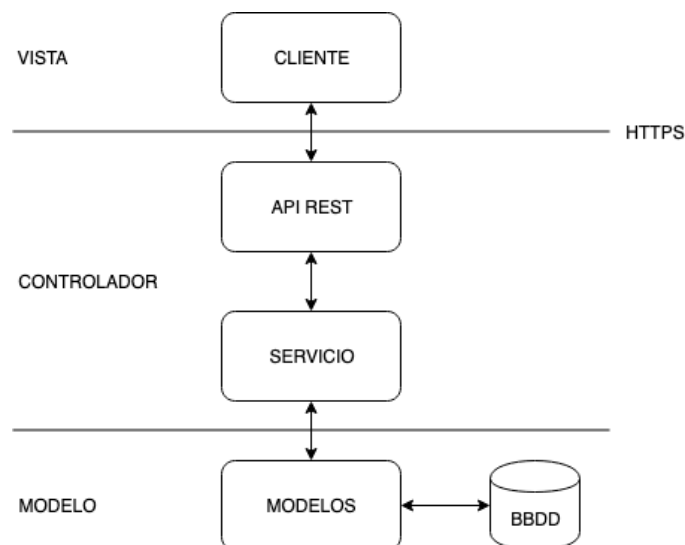 VISTA
CLIENTE
HTTPS
API REST
CONTROLADOR
SERVICIO
MODELO
MODELOS
BBDD